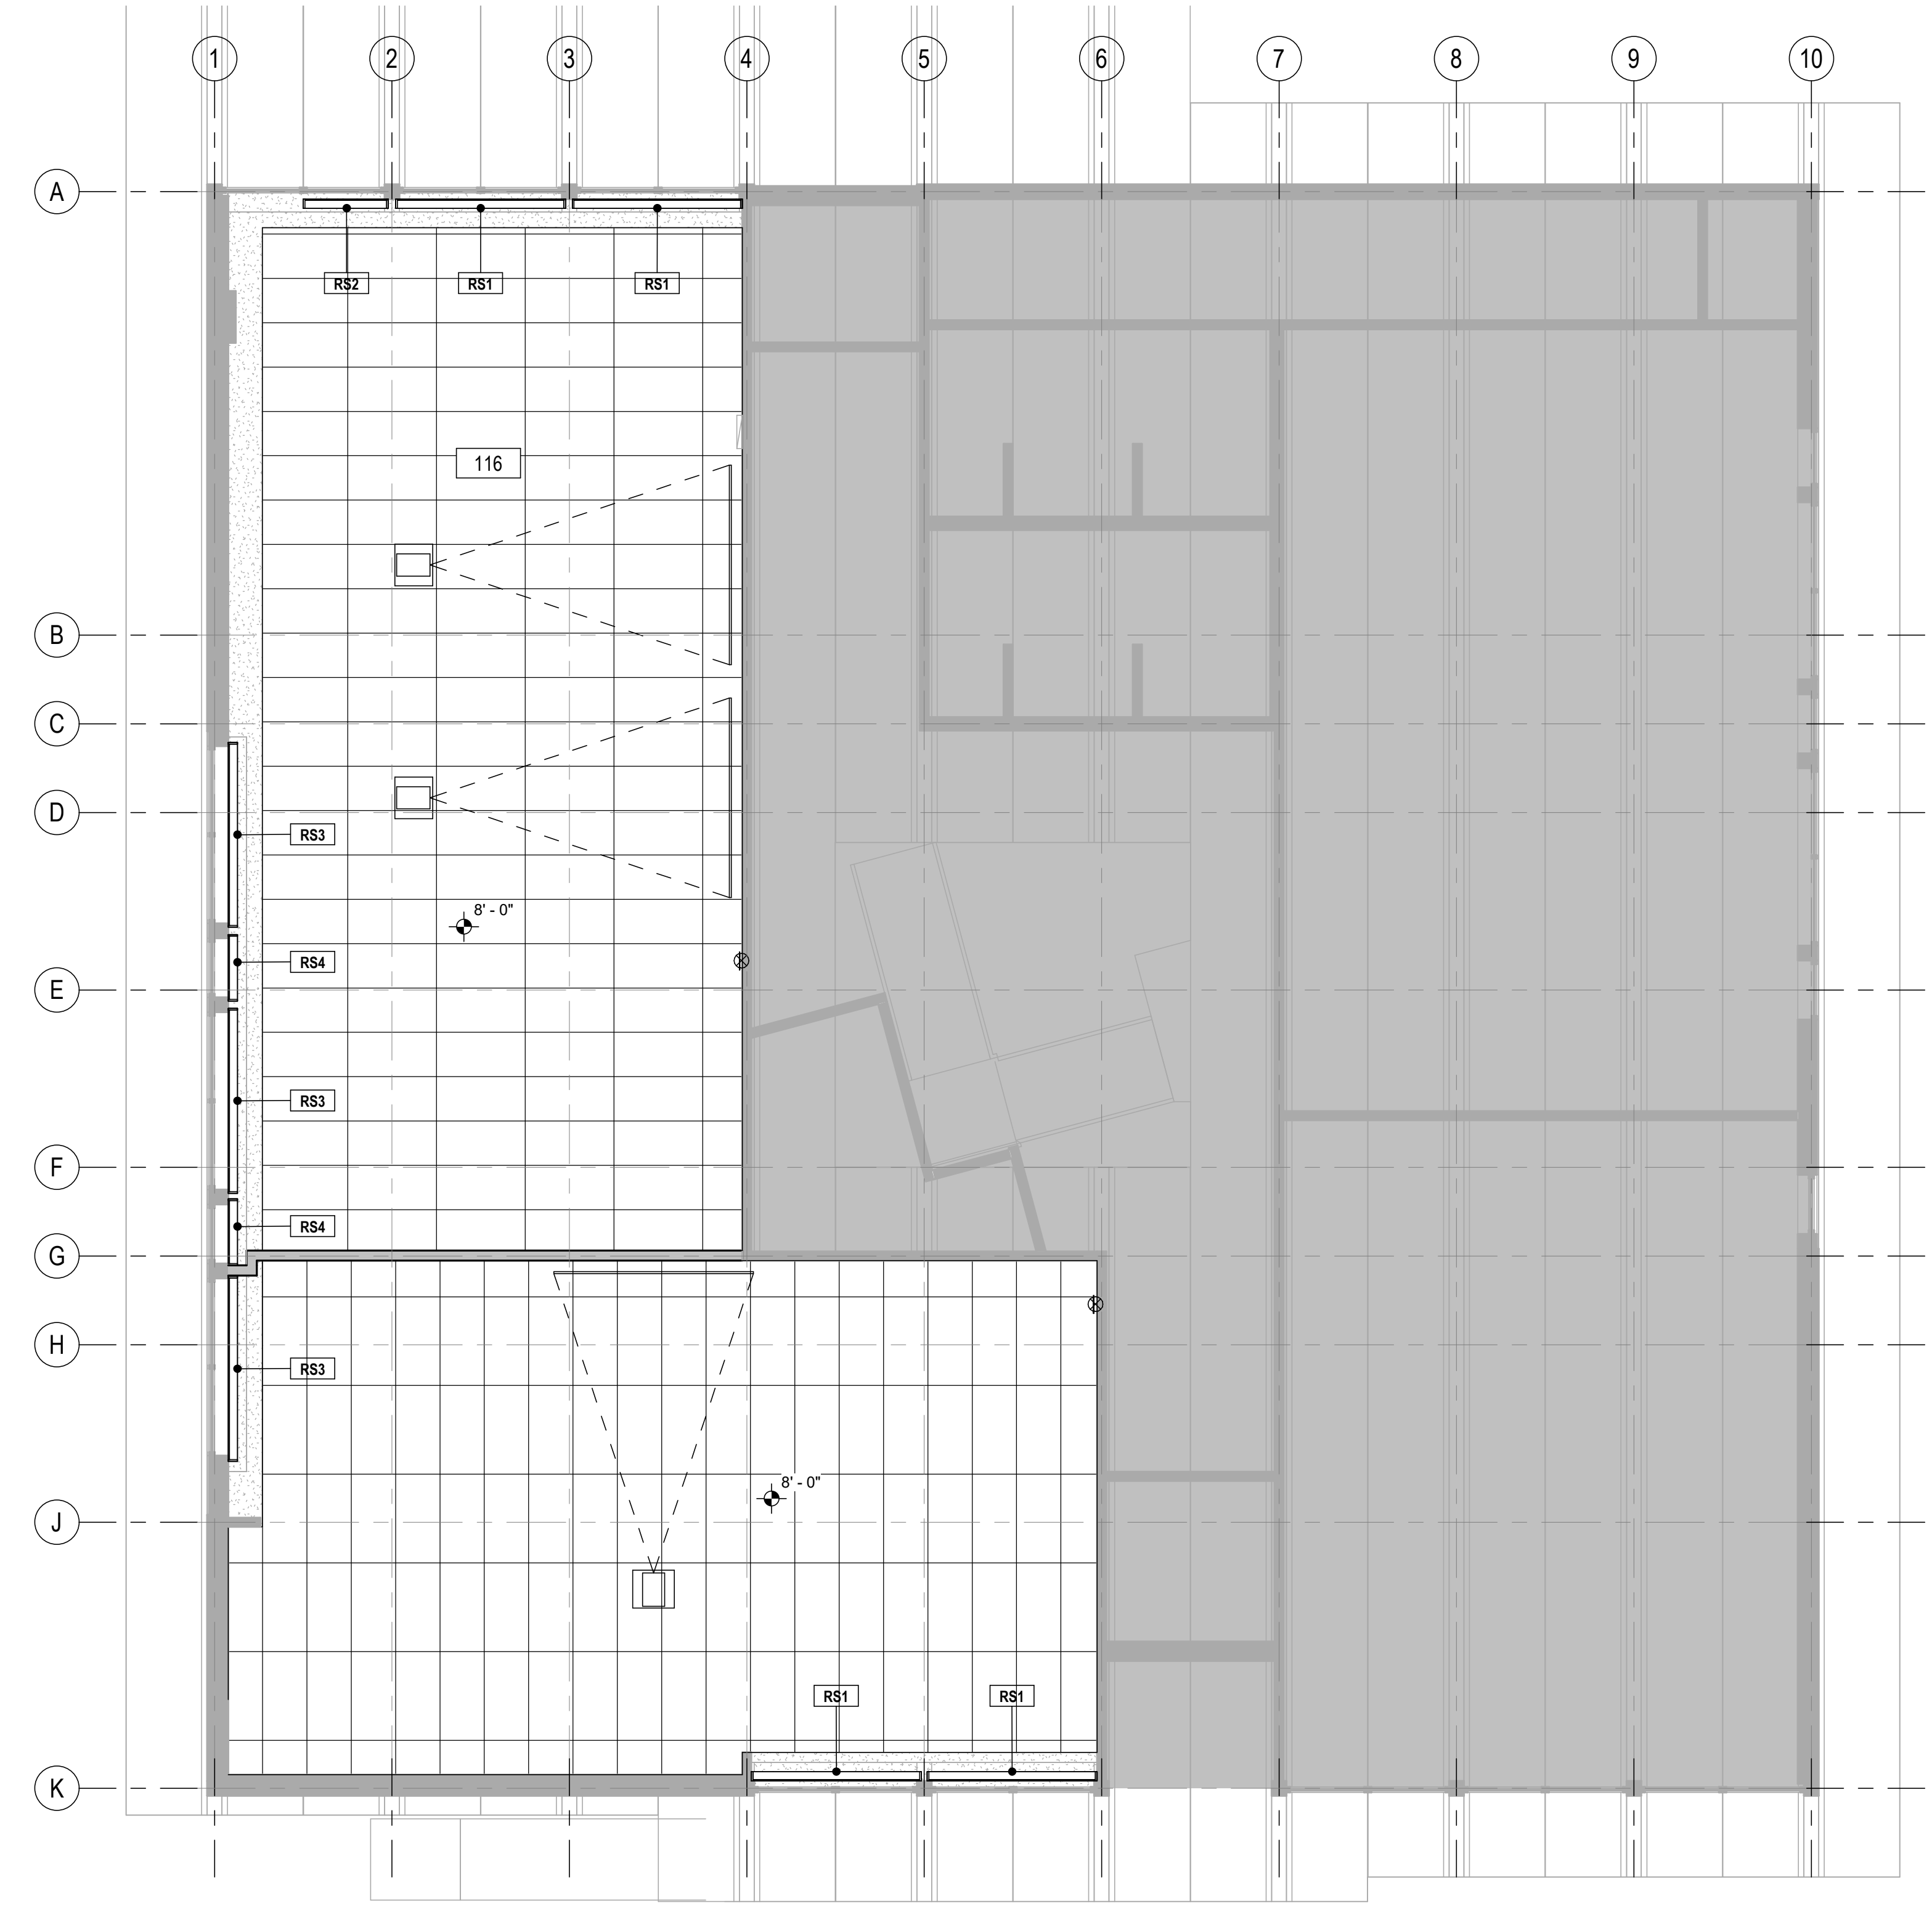 1 2 3 4 5 6 7 8 9 10
A
RS2 RS1 RS1
116
B
C
D
RS3
8' - 0"
RS4
E
RS3
F
RS4
G
H
RS3
8' - 0"
J
RS1 RS1
K